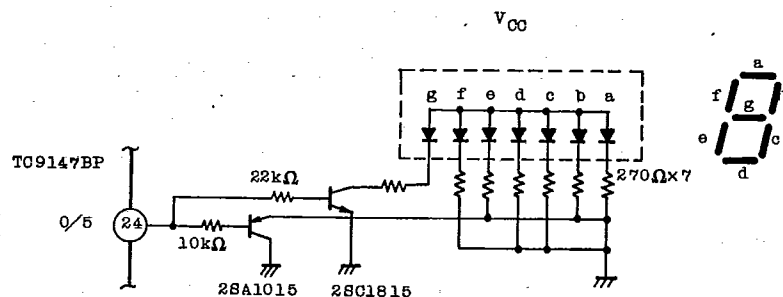 VCC
a
f
g
b
e
c
d
g f e d c b a
TC9147BP
0/5
24
22kΩ
10kΩ
270Ω×7
2SA1015
2SC1815